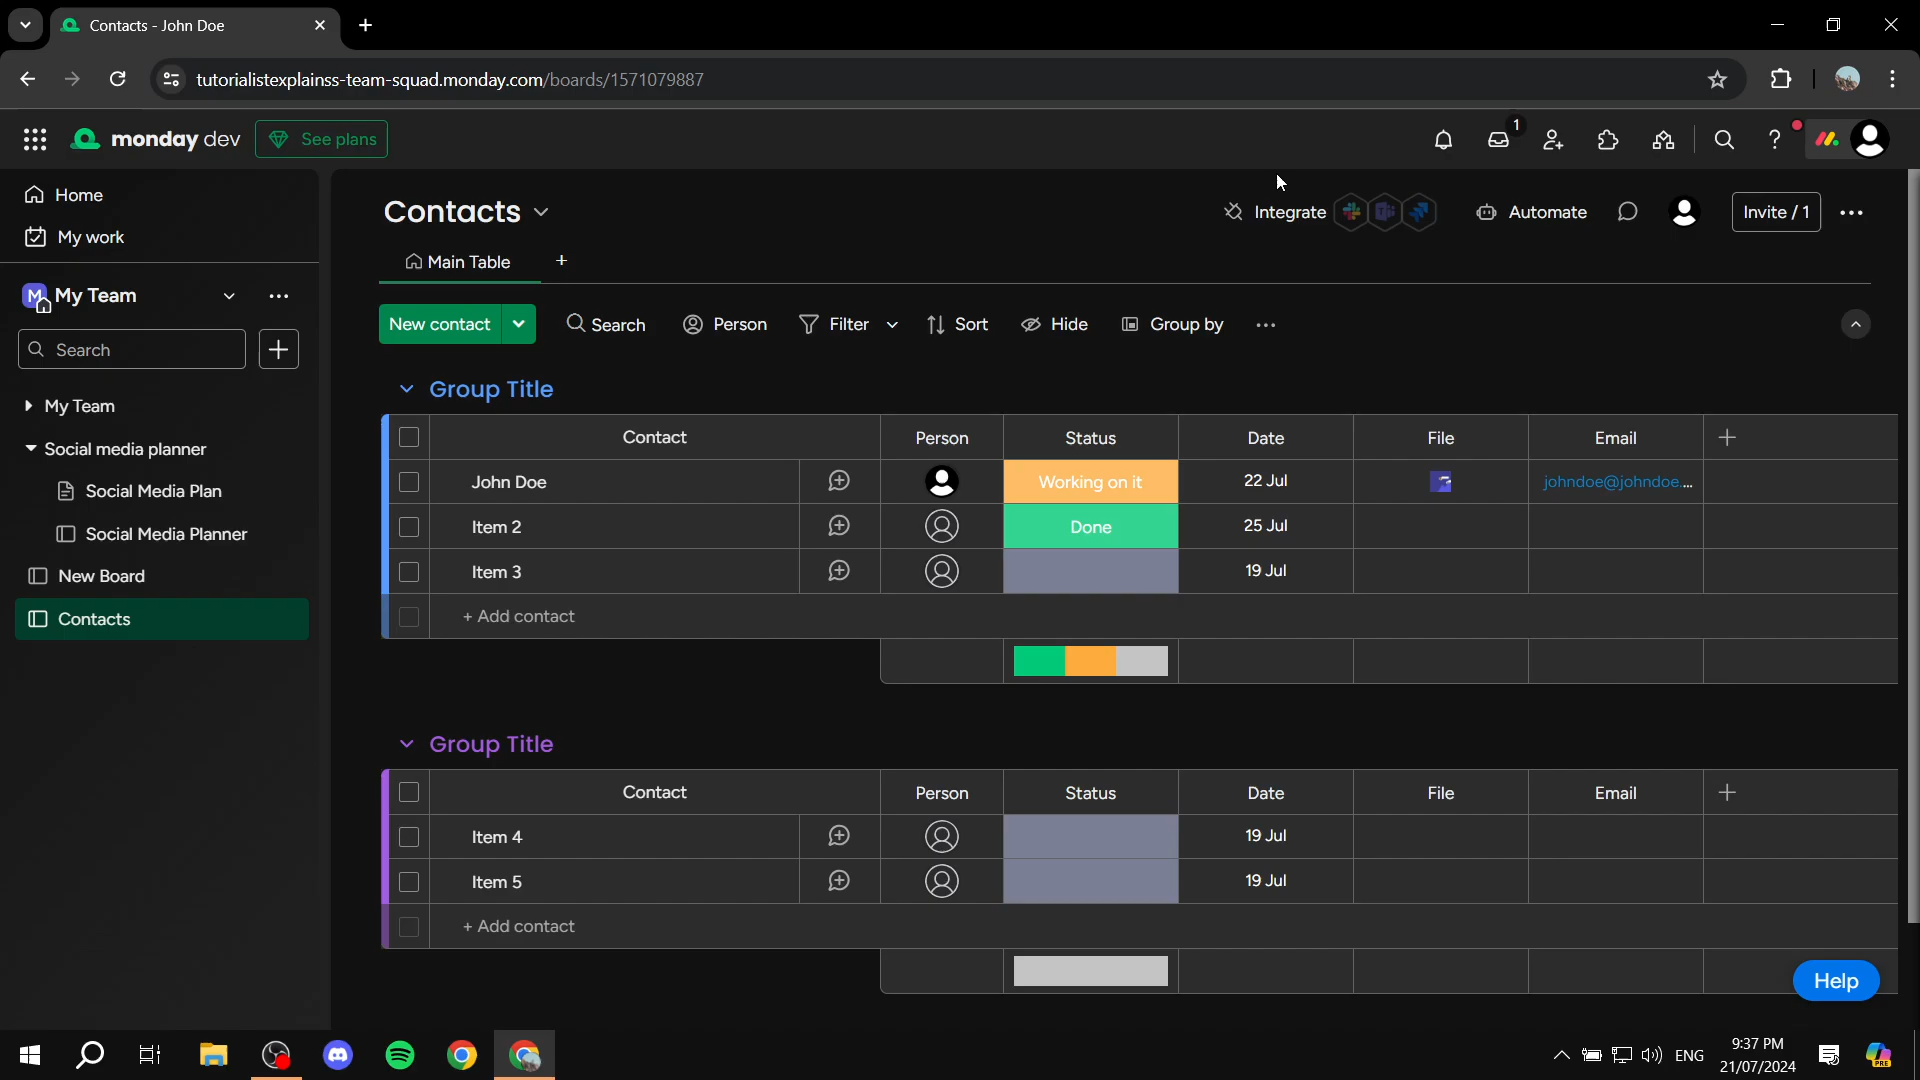 Contacts - John Doe
tutorialistexplainss-team-squad.monday.com/boards/1571079887
monday dev
See plans
1
Home
My work
M My Team
Search
My Team
Social media planner
Social Media Plan
Social Media Planner
New Board
Contacts
Contacts
Integrate
Automate
Invite / 1
Main Table
New contact
Search
Person
Filter
Sort
Hide
Group by
Group Title
Contact Person Status Date File Email
John Doe Working on it 22 Jul johndoe@johndoe....
Item 2 Done 25 Jul
Item 3 19 Jul
+ Add contact
Group Title
Contact Person Status Date File Email
Item 4 19 Jul
Item 5 19 Jul
+ Add contact
Help
ENG
9:37 PM
21/07/2024
PRE